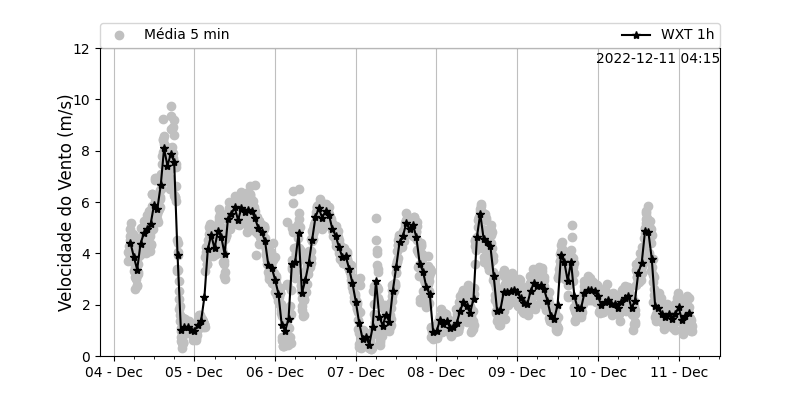 Média 5 min
WXT 1h
2022-12-11 04:15
Velocidade do Vento (m/s)
12
10
8
6
4
2
0
04 - Dec
05 - Dec
06 - Dec
07 - Dec
08 - Dec
09 - Dec
10 - Dec
11 - Dec